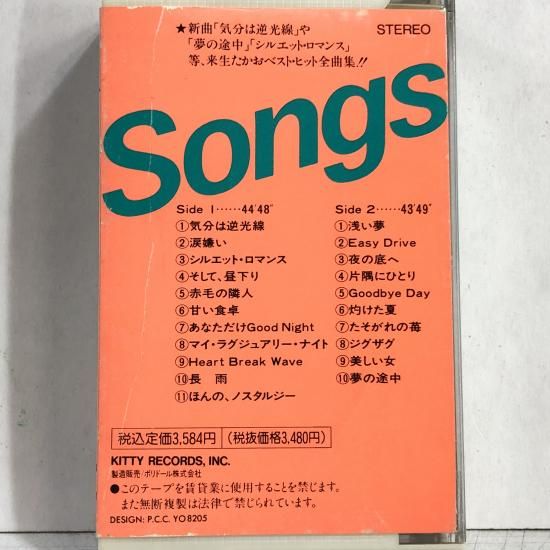 ★新曲「気分は逆光線」や
「夢の途中」「シルエット・ロマンス」
等、来生たかおベスト・ヒット全曲集!!
STEREO
Songs
Side 1……44'48"
①気分は逆光線
②涙嫌い
③シルエット・ロマンス
④そして、昼下り
⑤赤毛の隣人
⑥甘い食卓
⑦あなただけGood Night
⑧マイ・ラグジュアリー・ナイト
⑨Heart Break Wave
⑩長　雨
⑪ほんの、ノスタルジー
Side 2……43'49"
①浅い夢
②Easy Drive
③夜の底へ
④片隅にひとり
⑤Goodbye Day
⑥灼けた夏
⑦たそがれの苺
⑧ジグザグ
⑨美しい女
⑩夢の途中
税込定価3,584円 (税抜価格3,480円)
KITTY RECORDS, INC.
製造販売/ポリドール株式会社
●このテープを賃貸業に使用することを禁じます。
また無断複製は法律で禁じられています。
DESIGN: P.C.C. YO8205